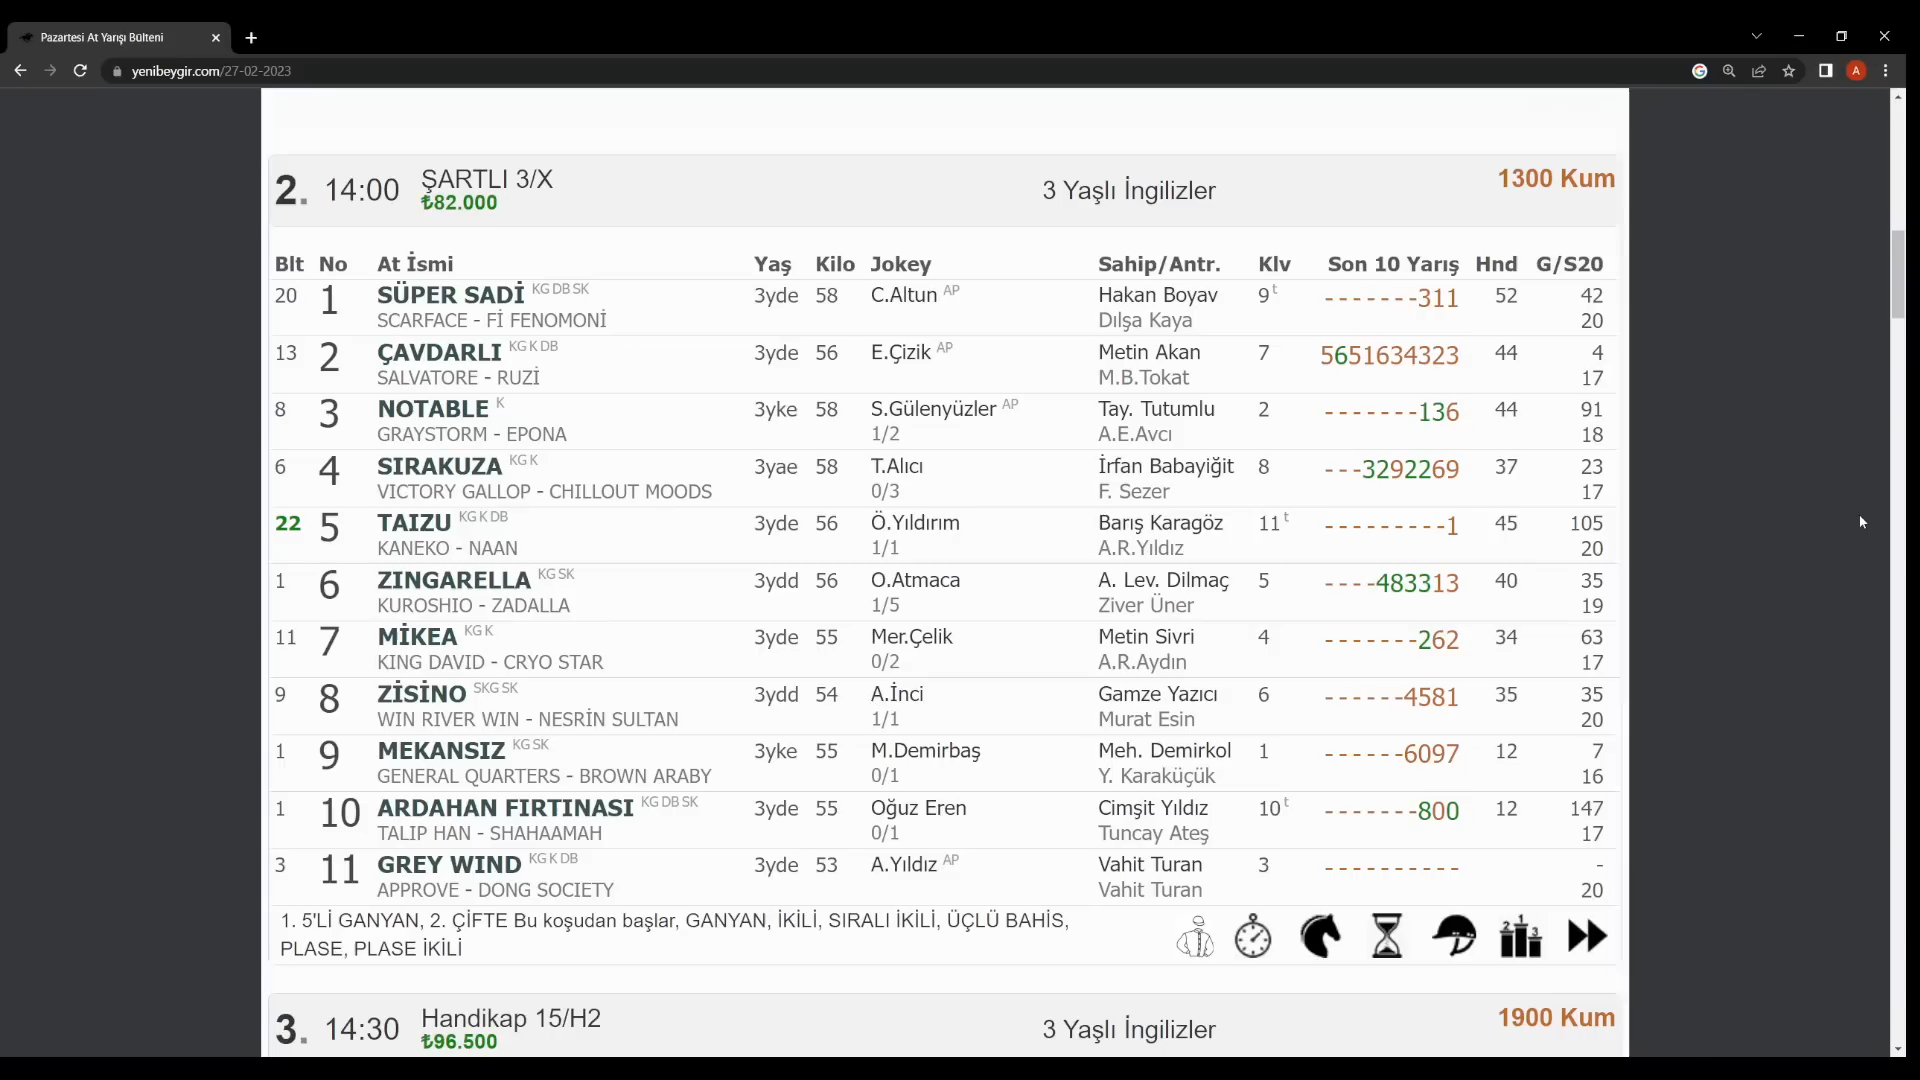 Pazartesi At Yarışı Bülteni
yenibeygir.com/27-02-2023
A
2. 14:00 ŞARTLI 3/X 3 Yaşlı İngilizler 1300 Kum
₺82.000
Blt No At İsmi Yaş Kilo Jokey Sahip/Antr. Klv Son 10 Yarış Hnd G/S20
20 1 SÜPER SADİ KG DB SK 3yde 58 C.Altun AP Hakan Boyav 9 t -------311 52 42
SCARFACE - Fİ FENOMONİ Dılşa Kaya 20
13 2 ÇAVDARLI KG K DB 3yde 56 E.Çizik AP Metin Akan 7 5651634323 44 4
SALVATORE - RUZİ M.B.Tokat 17
8 3 NOTABLE K 3yke 58 S.Gülenyüzler AP Tay. Tutumlu 2 -------136 44 91
GRAYSTORM - EPONA 1/2 A.E.Avcı 18
6 4 SIRAKUZA KG K 3yae 58 T.Alıcı İrfan Babayiğit 8 ---3292269 37 23
VICTORY GALLOP - CHILLOUT MOODS 0/3 F. Sezer 17
22 5 TAIZU KG K DB 3yde 56 Ö.Yıldırım Barış Karagöz 11 t ---------1 45 105
KANEKO - NAAN 1/1 A.R.Yıldız 20
1 6 ZINGARELLA KG SK 3ydd 56 O.Atmaca A. Lev. Dilmaç 5 ----483313 40 35
KUROSHIO - ZADALLA 1/5 Ziver Üner 19
11 7 MİKEA KG K 3yde 55 Mer.Çelik Metin Sivri 4 -------262 34 63
KING DAVID - CRYO STAR 0/2 A.R.Aydın 17
9 8 ZİSİNO SKG SK 3ydd 54 A.İnci Gamze Yazıcı 6 ------4581 35 35
WIN RIVER WIN - NESRİN SULTAN 1/1 Murat Esin 20
1 9 MEKANSIZ KG SK 3yke 55 M.Demirbaş Meh. Demirkol 1 ------6097 12 7
GENERAL QUARTERS - BROWN ARABY 0/1 Y. Karaküçük 16
1 10 ARDAHAN FIRTINASI KG DB SK 3yde 55 Oğuz Eren Cimşit Yıldız 10 t -------800 12 147
TALIP HAN - SHAHAAMAH 0/1 Tuncay Ateş 17
3 11 GREY WIND KG K DB 3yde 53 A.Yıldız AP Vahit Turan 3 ---------- -
APPROVE - DONG SOCIETY Vahit Turan 20
1. 5'Lİ GANYAN, 2. ÇİFTE Bu koşudan başlar, GANYAN, İKİLİ, SIRALI İKİLİ, ÜÇLÜ BAHİS,
PLASE, PLASE İKİLİ
2 1 3
3. 14:30 Handikap 15/H2 3 Yaşlı İngilizler 1900 Kum
₺96.500